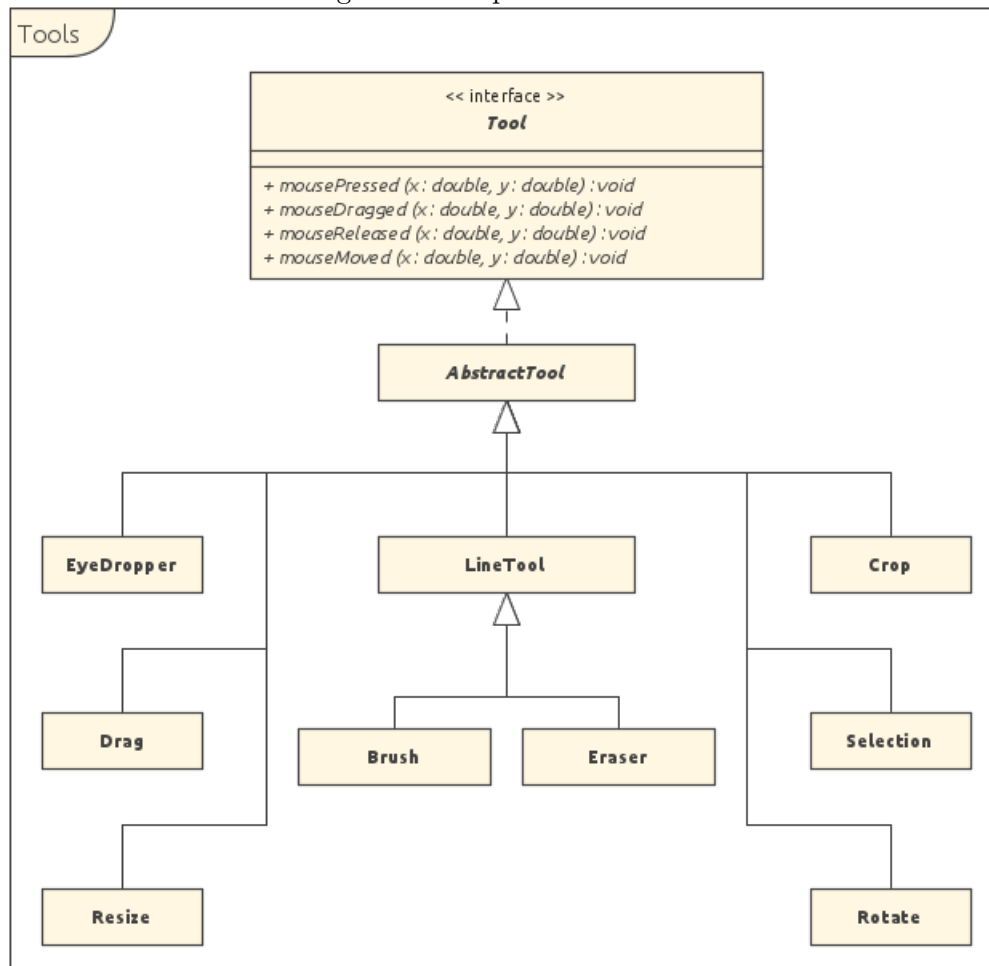 Tools
<< interface >>
Tool
+ mousePressed (x: double, y: double) : void
+ mouseDragged (x: double, y: double) : void
+ mouseReleased (x: double, y: double) : void
+ mouseMoved (x: double, y: double) : void
AbstractTool
EyeDropper
LineTool
Crop
Drag
Brush
Eraser
Selection
Resize
Rotate